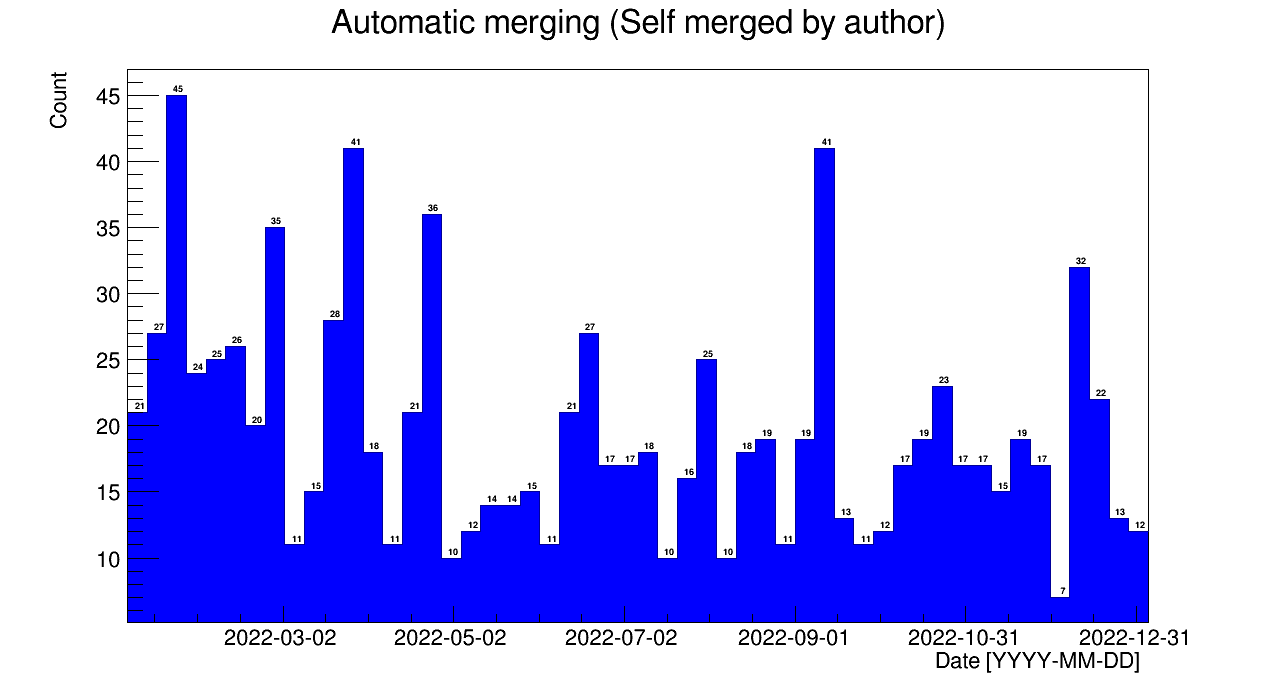 Automatic merging (Self merged by author)
Count
45
40
35
30
25
20
15
10
21 27 45 24 25 26 20 35 11 15 28 41 18 11 21 36 10 12 14 14 15 11 21 27 17 17 18 10 16 25 10 18 19 11 19 41 13 11 12 17 19 23 17 17 15 19 17 7 32 22 13 12
2022-03-02 2022-05-02 2022-07-02 2022-09-01 2022-10-31 2022-12-31
Date [YYYY-MM-DD]